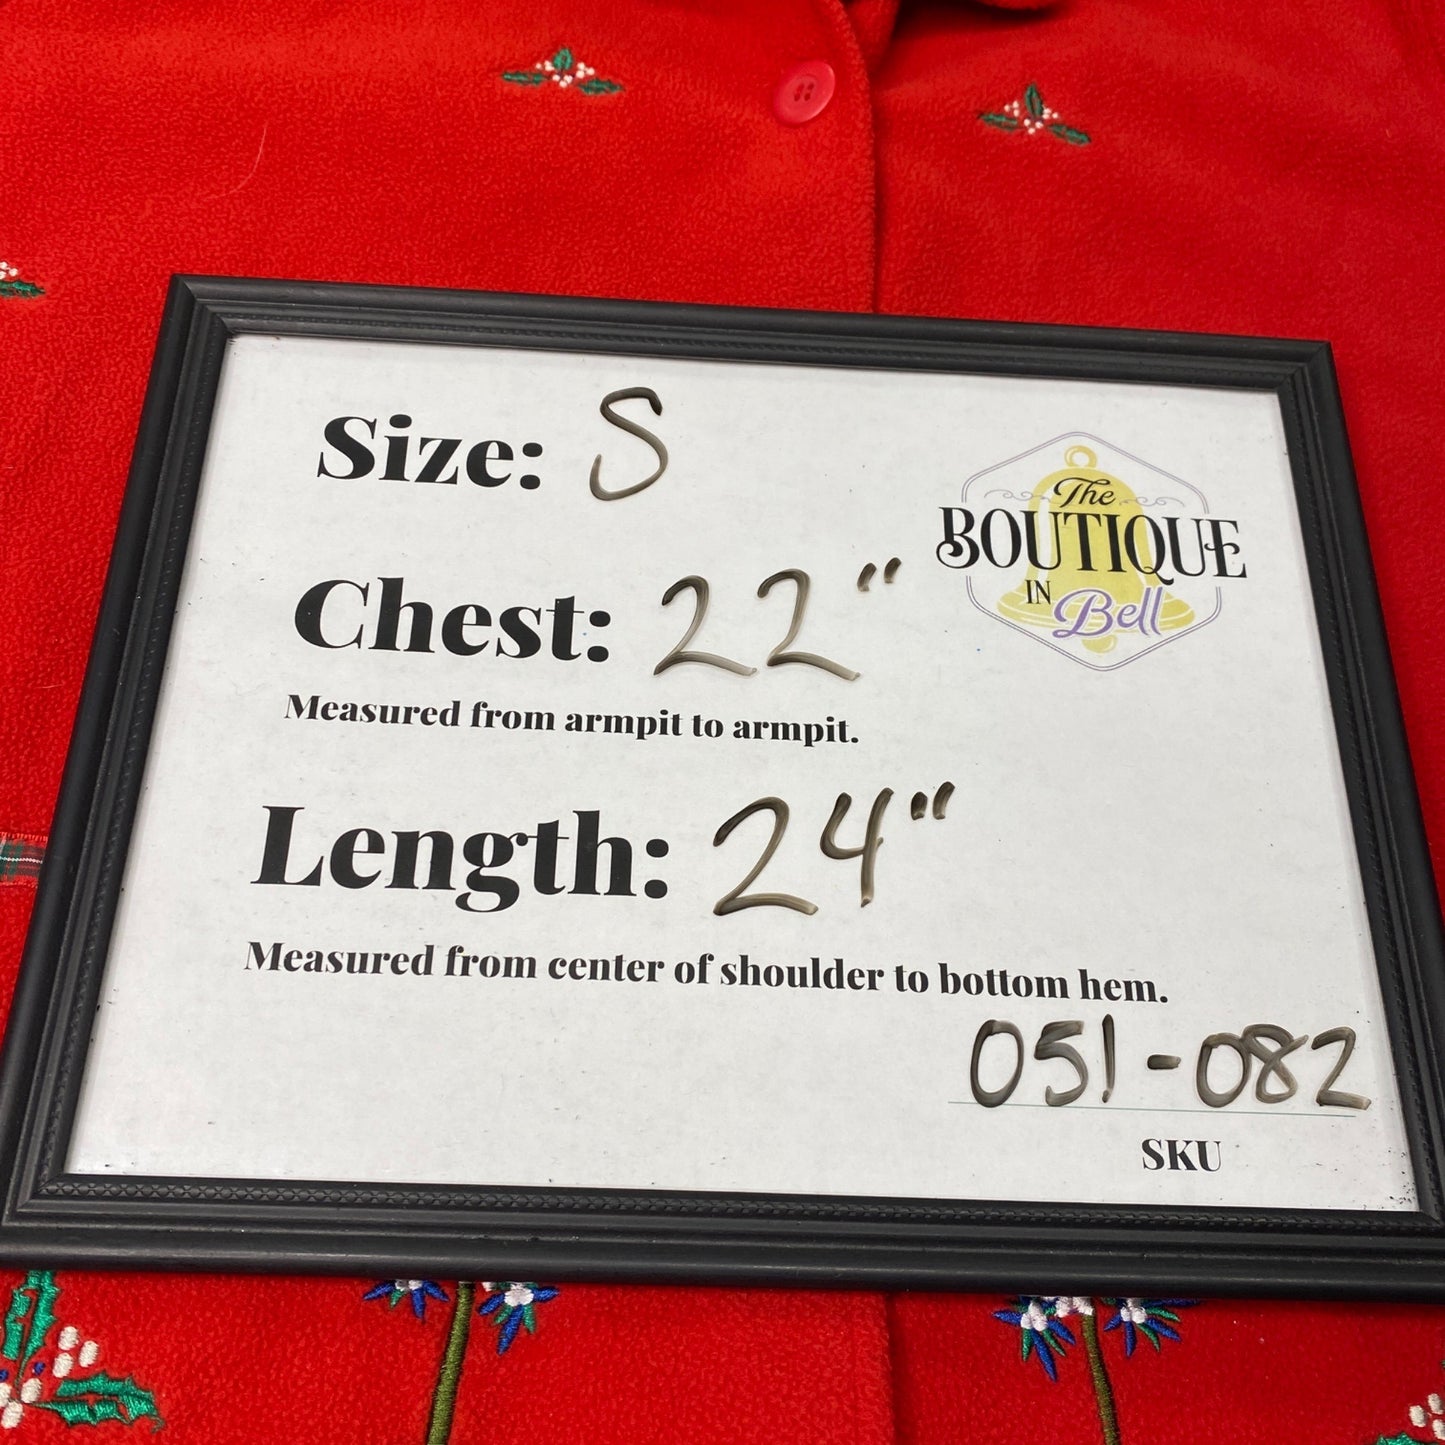 Size: S
The
BOUTIQUE
IN Bell
Chest: 22"
Measured from armpit to armpit.
Length: 24"
Measured from center of shoulder to bottom hem.
051-082
SKU